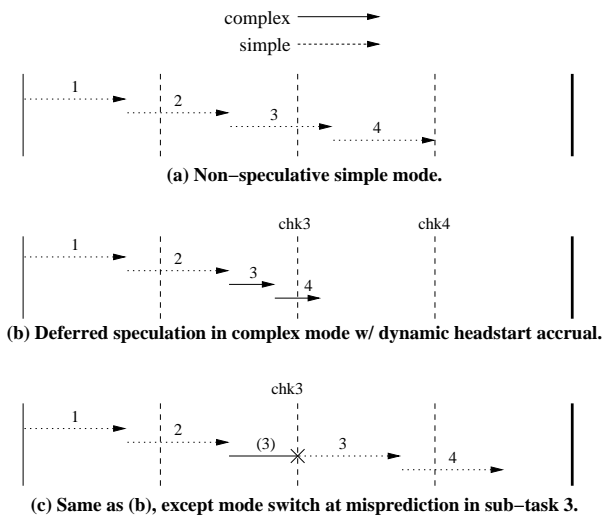 complex
simple
1
2
3
4
(a) Non−speculative simple mode.
chk3 chk4
1
2
3
4
(b) Deferred speculation in complex mode w/ dynamic headstart accrual.
chk3
1
2
(3) 3
4
(c) Same as (b), except mode switch at misprediction in sub−task 3.